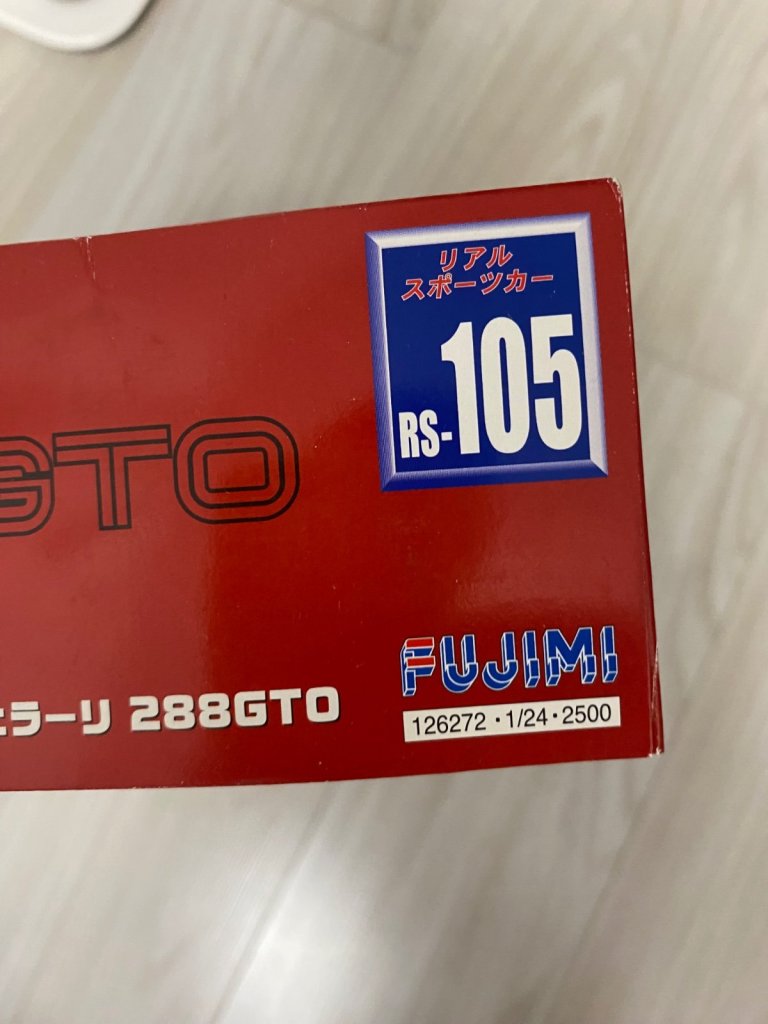 リアル
スポーツカー
RS-105
GTO
FUJIMI
ェラーリ 288GTO
126272・1/24・2500